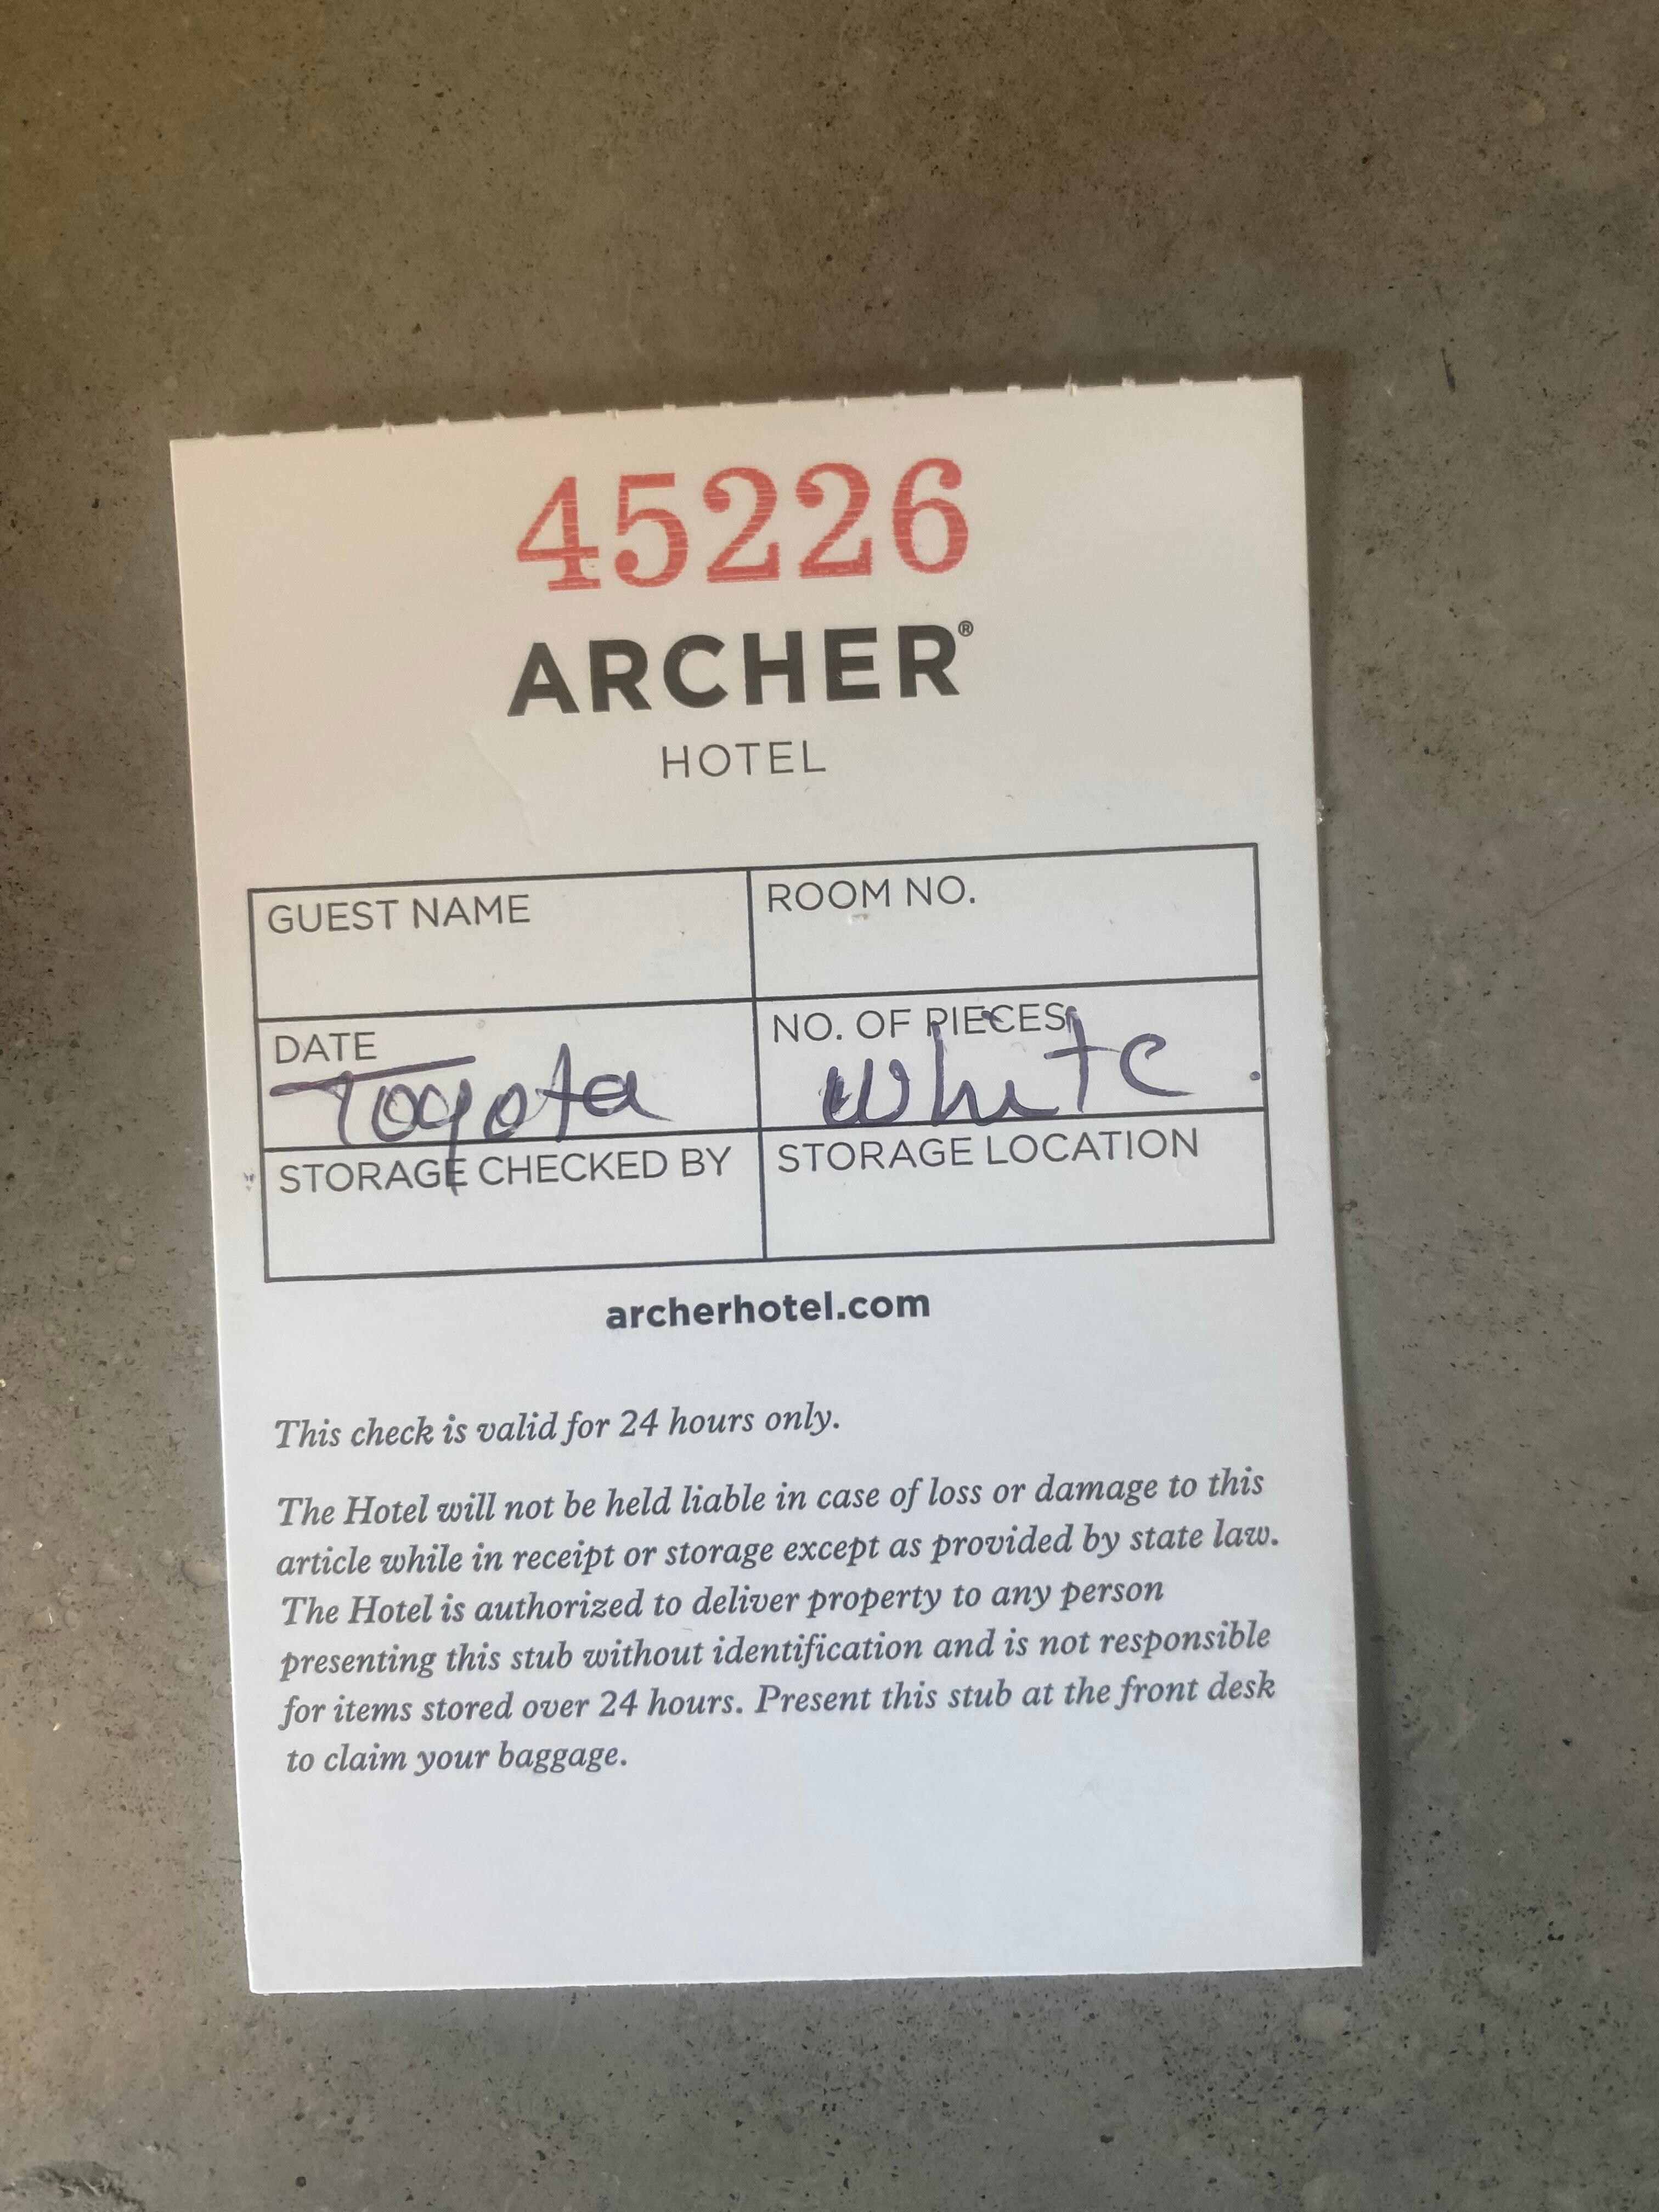 45226
ARCHER®
HOTEL
GUEST NAME ROOM NO.
DATE NO. OF PIECES
Toyota White
STORAGE CHECKED BY STORAGE LOCATION
archerhotel.com
This check is valid for 24 hours only.
The Hotel will not be held liable in case of loss or damage to this
article while in receipt or storage except as provided by state law.
The Hotel is authorized to deliver property to any person
presenting this stub without identification and is not responsible
for items stored over 24 hours. Present this stub at the front desk
to claim your baggage.